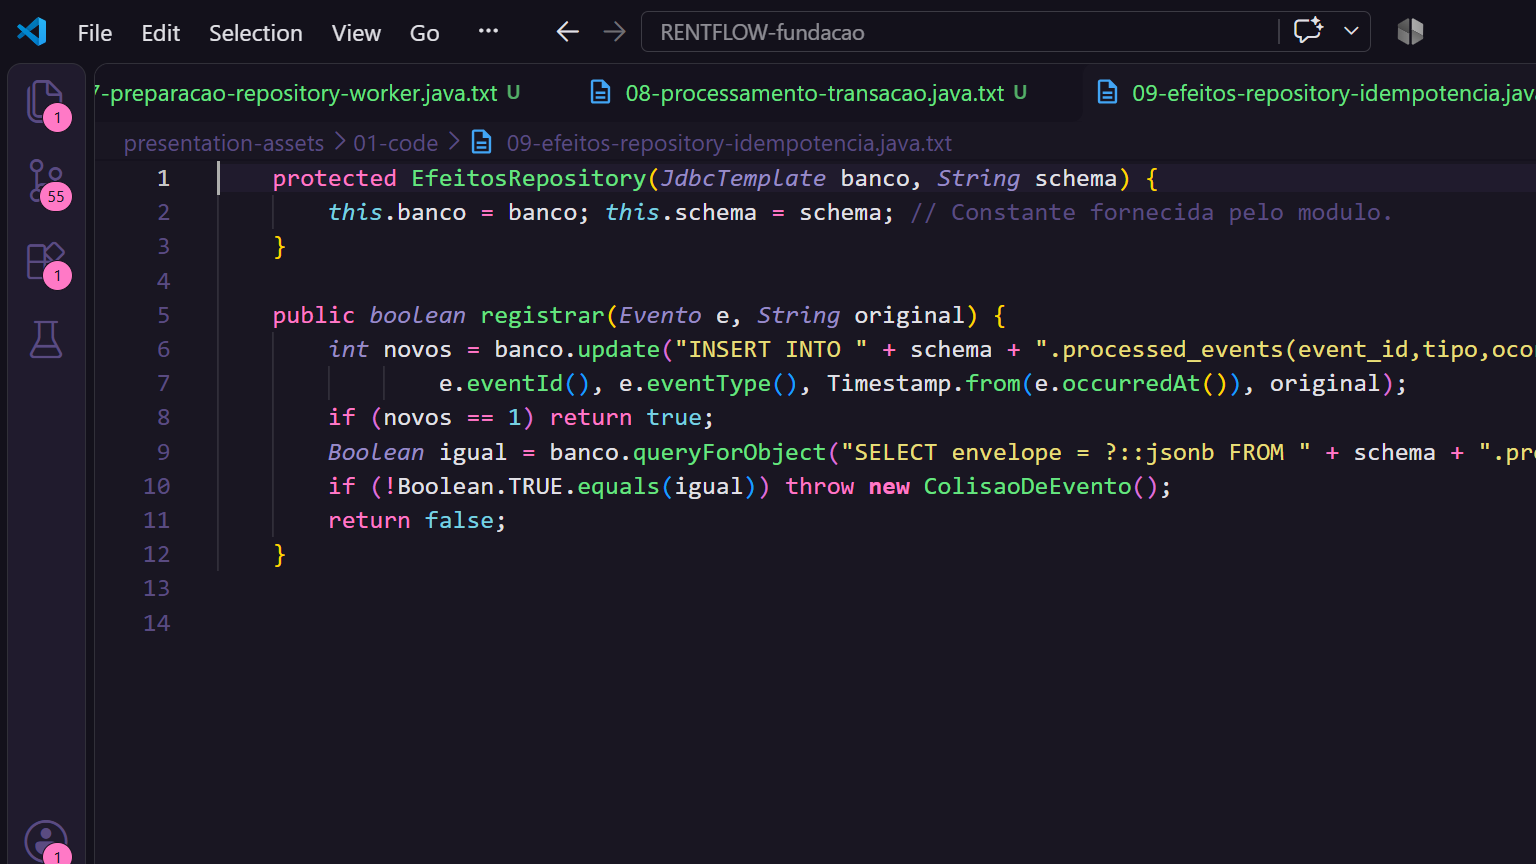 File Edit Selection View Go ··· RENTFLOW-fundacao
7-preparacao-repository-worker.java.txt U 08-processamento-transacao.java.txt U 09-efeitos-repository-idempotencia.jav
presentation-assets > 01-code > 09-efeitos-repository-idempotencia.java.txt
1 protected EfeitosRepository(JdbcTemplate banco, String schema) {
2 this.banco = banco; this.schema = schema; // Constante fornecida pelo modulo.
3 }
4
5 public boolean registrar(Evento e, String original) {
6 int novos = banco.update("INSERT INTO " + schema + ".processed_events(event_id,tipo,ocor
7 e.eventId(), e.eventType(), Timestamp.from(e.occurredAt()), original);
8 if (novos == 1) return true;
9 Boolean igual = banco.queryForObject("SELECT envelope = ?::jsonb FROM " + schema + ".pro
10 if (!Boolean.TRUE.equals(igual)) throw new ColisaoDeEvento();
11 return false;
12 }
13
14
1
55
1
1